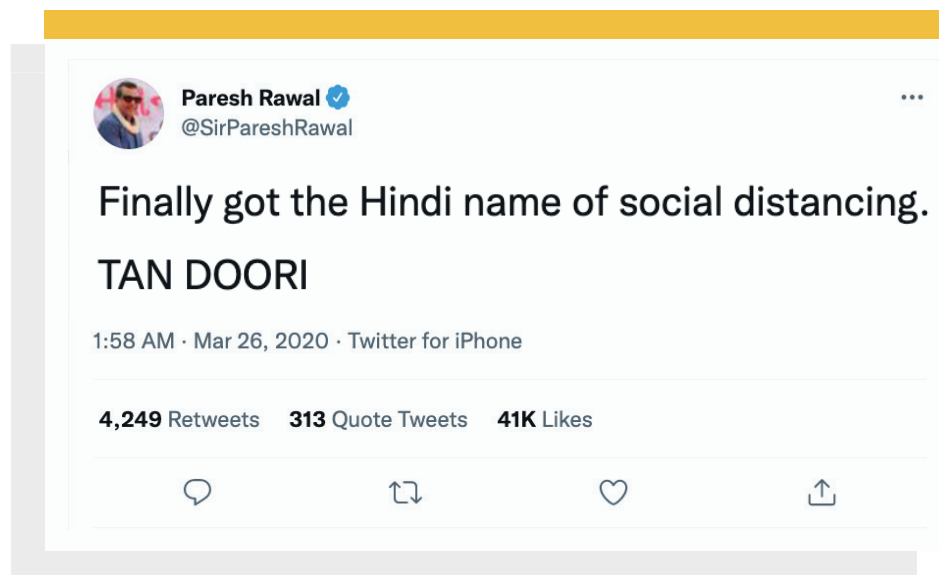 Paresh Rawal
@SirPareshRawal
Finally got the Hindi name of social distancing.
TAN DOORI
1:58 AM · Mar 26, 2020 · Twitter for iPhone
4,249 Retweets 313 Quote Tweets 41K Likes